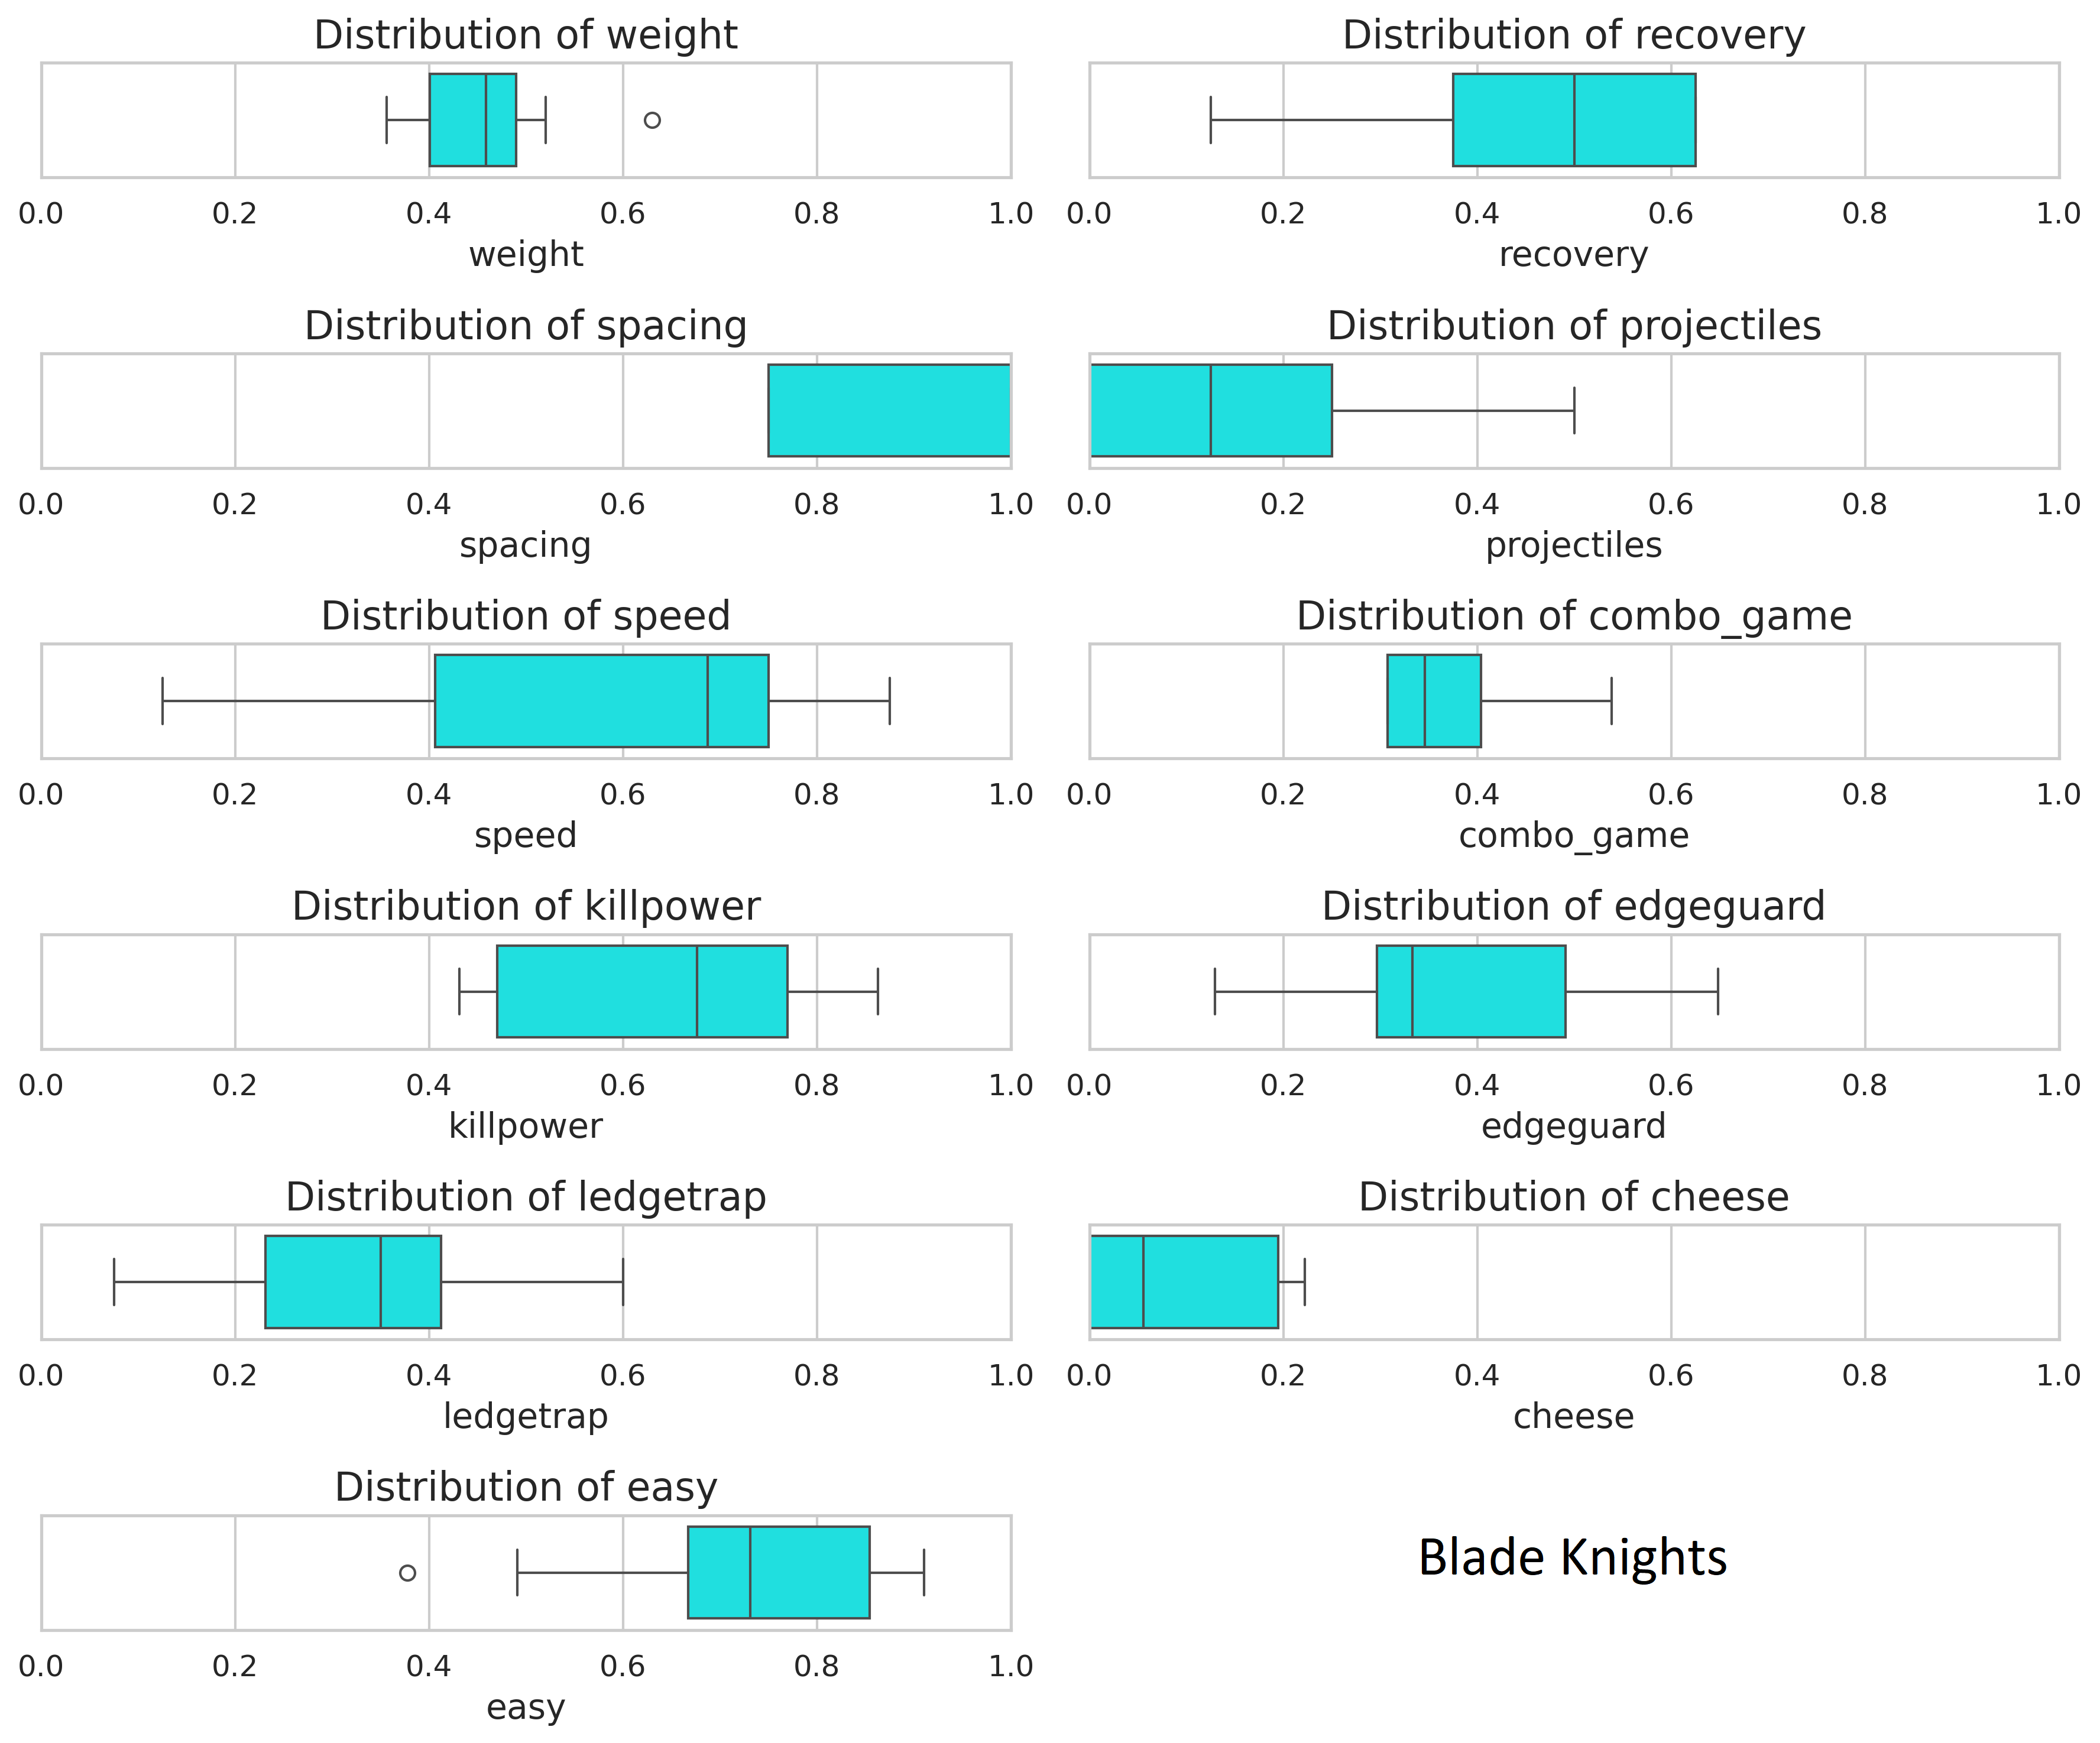 Distribution of weight
0.0 0.2 0.4 0.6 0.8 1.0
weight
Distribution of recovery
0.0 0.2 0.4 0.6 0.8 1.0
recovery
Distribution of spacing
0.0 0.2 0.4 0.6 0.8 1.0
spacing
Distribution of projectiles
0.0 0.2 0.4 0.6 0.8 1.0
projectiles
Distribution of speed
0.0 0.2 0.4 0.6 0.8 1.0
speed
Distribution of combo_game
0.0 0.2 0.4 0.6 0.8 1.0
combo_game
Distribution of killpower
0.0 0.2 0.4 0.6 0.8 1.0
killpower
Distribution of edgeguard
0.0 0.2 0.4 0.6 0.8 1.0
edgeguard
Distribution of ledgetrap
0.0 0.2 0.4 0.6 0.8 1.0
ledgetrap
Distribution of cheese
0.0 0.2 0.4 0.6 0.8 1.0
cheese
Distribution of easy
0.0 0.2 0.4 0.6 0.8 1.0
easy
Blade Knights